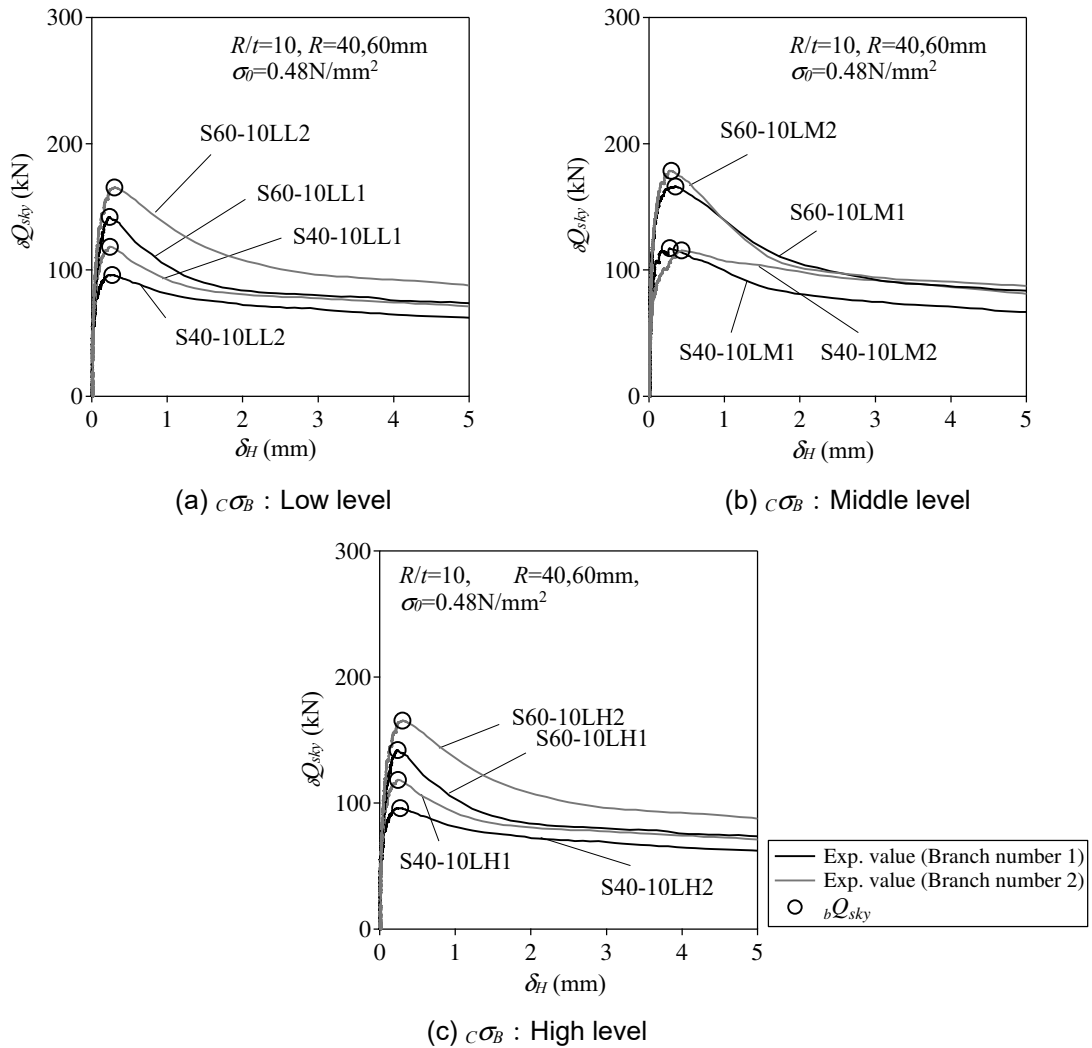 300
200
100
0
δQsky (kN)
R/t=10, R=40,60mm
σ0=0.48N/mm²
S60-10LL2
S60-10LL1
S40-10LL1
S40-10LL2
0 1 2 3 4 5
δH (mm)
(a) CσB : Low level
300
200
100
0
δQsky (kN)
R/t=10, R=40,60mm
σ0=0.48N/mm²
S60-10LM2
S60-10LM1
S40-10LM1
S40-10LM2
0 1 2 3 4 5
δH (mm)
(b) CσB : Middle level
300
200
100
0
δQsky (kN)
R/t=10, R=40,60mm,
σ0=0.48N/mm²
S60-10LH2
S60-10LH1
S40-10LH1
S40-10LH2
0 1 2 3 4 5
δH (mm)
Exp. value (Branch number 1)
Exp. value (Branch number 2)
bQsky
(c) CσB : High level